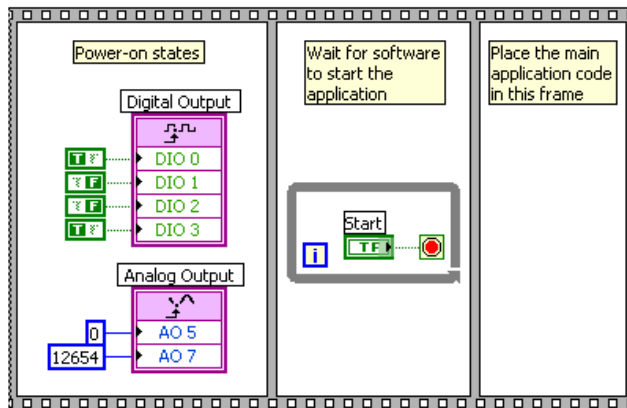 Power-on states
Digital Output
T
DIO 0
F
DIO 1
F
DIO 2
T
DIO 3
Analog Output
0
AO 5
12654
AO 7
Wait for software
to start the
application
Start
TF
i
Place the main
application code
in this frame